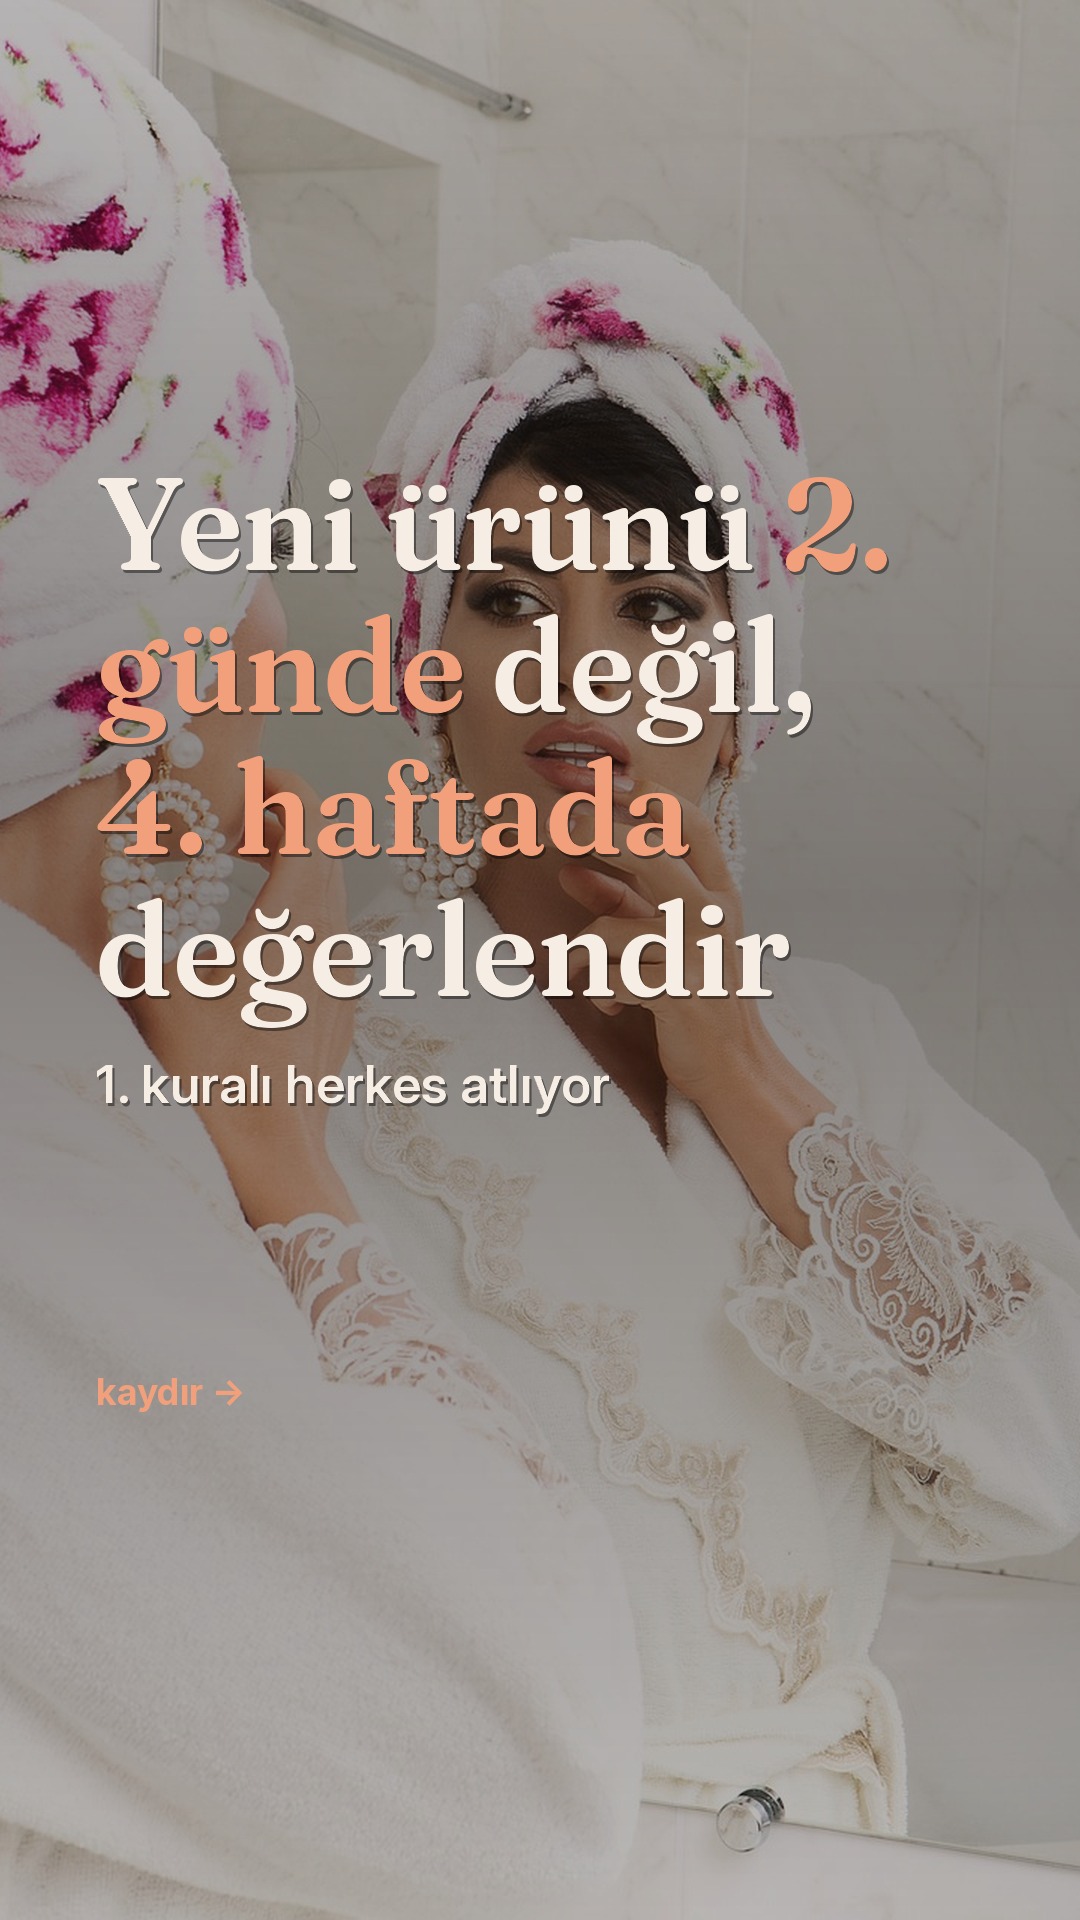 Yeni ürünü 2.
günde değil,
4. haftada
değerlendir
1. kuralı herkes atlıyor
kaydır →